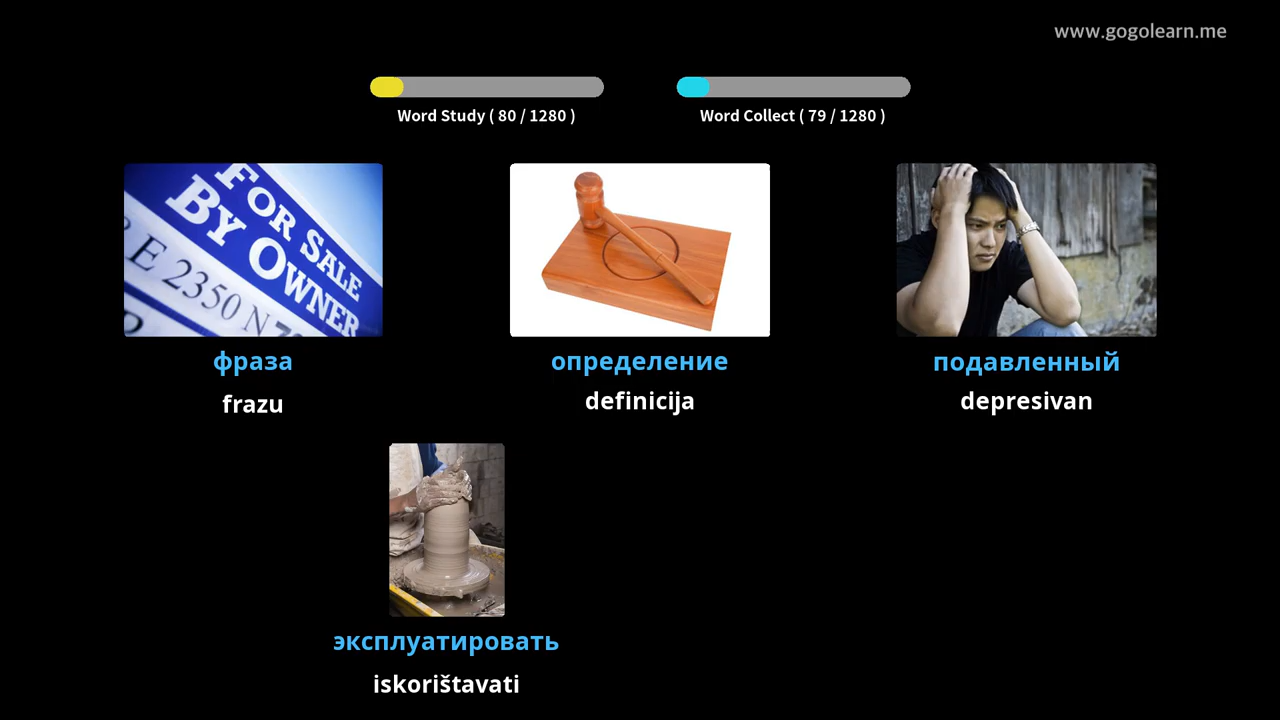 www.gogolearn.me
Word Study ( 80 / 1280 )
Word Collect ( 79 / 1280 )
FOR SALE
BY OWNER
E 2350 N
фраза
frazu
определение
definicija
подавленный
depresivan
эксплуатировать
iskorištavati